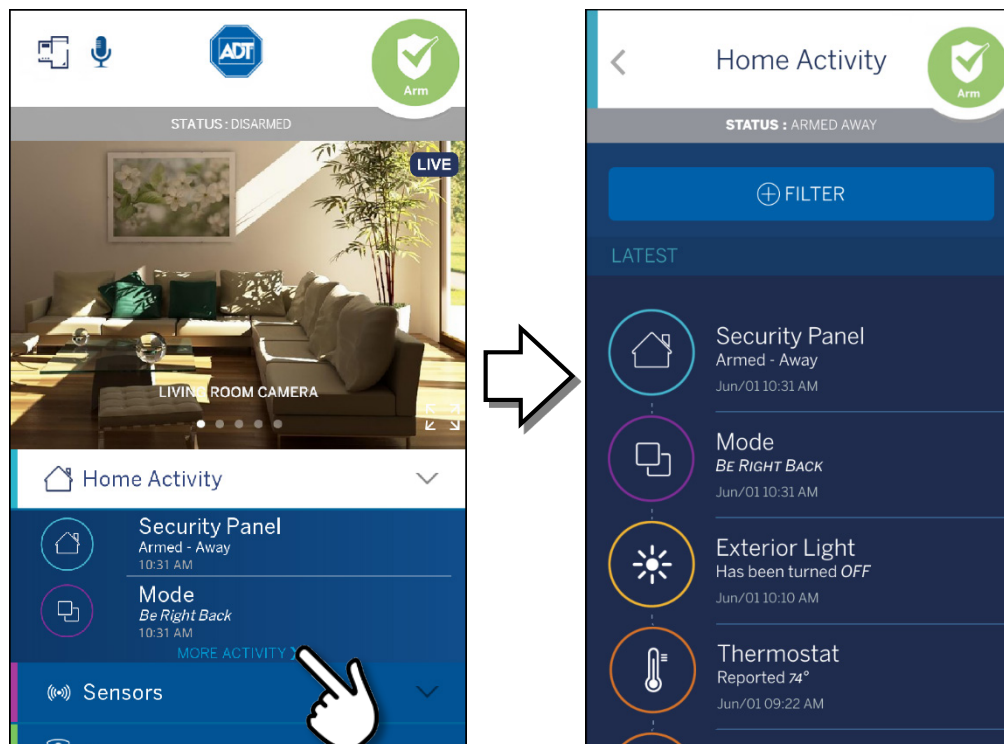 ADT
Arm
STATUS : DISARMED
LIVE
LIVING ROOM CAMERA
Home Activity
Security Panel
Armed - Away
10:31 AM
Mode
Be Right Back
10:31 AM
MORE ACTIVITY
Sensors
Home Activity
Arm
STATUS : ARMED AWAY
FILTER
LATEST
Security Panel
Armed - Away
Jun/01 10:31 AM
Mode
BE RIGHT BACK
Jun/01 10:31 AM
Exterior Light
Has been turned OFF
Jun/01 10:10 AM
Thermostat
Reported 74°
Jun/01 09:22 AM